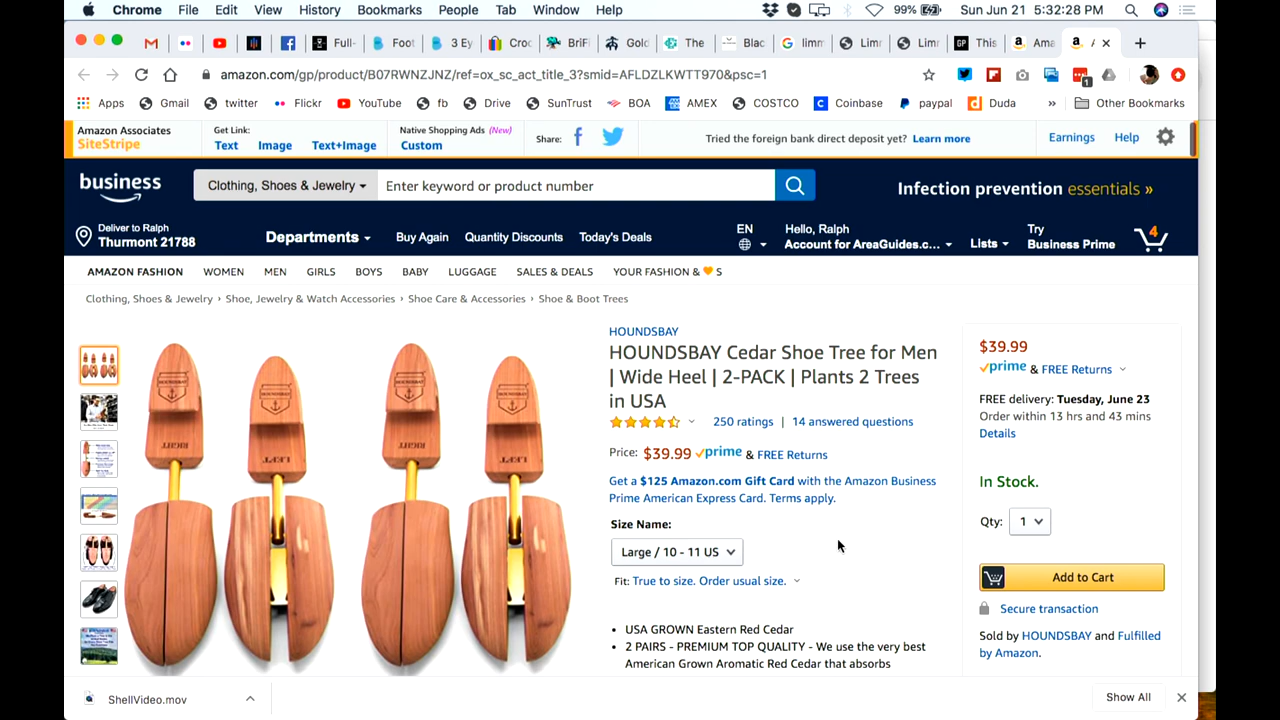 Chrome File Edit View History Bookmarks People Tab Window Help 99% Sun Jun 21 5:32:28 PM
Full- Foot 3 Ey Croc BriFl Gold The Blac limm Limr Limr GP This Ama
amazon.com/gp/product/B07RWNZJNZ/ref=ox_sc_act_title_3?smid=AFLDZLKWTT970&psc=1
Apps Gmail twitter Flickr YouTube fb Drive SunTrust BOA AMEX COSTCO Coinbase paypal Duda » Other Bookmarks
Amazon Associates
SiteStripe
Get Link:
Text Image Text+Image
Native Shopping Ads (New)
Custom
Share:
Tried the foreign bank direct deposit yet? Learn more
Earnings Help
business
Clothing, Shoes & Jewelry
Enter keyword or product number
Infection prevention essentials »
Deliver to Ralph
Thurmont 21788
Departments
Buy Again Quantity Discounts Today's Deals
EN
Hello, Ralph
Account for AreaGuides.c...
Lists
Try
Business Prime
4
AMAZON FASHION WOMEN MEN GIRLS BOYS BABY LUGGAGE SALES & DEALS YOUR FASHION & 🧡 S
Clothing, Shoes & Jewelry › Shoe, Jewelry & Watch Accessories › Shoe Care & Accessories › Shoe & Boot Trees
HOUNDSBAY
HOUNDSBAY Cedar Shoe Tree for Men
| Wide Heel | 2-PACK | Plants 2 Trees
in USA
250 ratings | 14 answered questions
Price: $39.99 prime & FREE Returns
Get a $125 Amazon.com Gift Card with the Amazon Business
Prime American Express Card. Terms apply.
Size Name:
Large / 10 - 11 US
Fit: True to size. Order usual size.
• USA GROWN Eastern Red Cedar
• 2 PAIRS - PREMIUM TOP QUALITY - We use the very best
American Grown Aromatic Red Cedar that absorbs
$39.99
prime & FREE Returns
FREE delivery: Tuesday, June 23
Order within 13 hrs and 43 mins
Details
In Stock.
Qty: 1
Add to Cart
Secure transaction
Sold by HOUNDSBAY and Fulfilled
by Amazon.
HOUNDSBAY HOUNDSBAY HOUNDSBAY HOUNDSBAY
RIGHT LEFT RIGHT LEFT
ShellVideo.mov
Show All